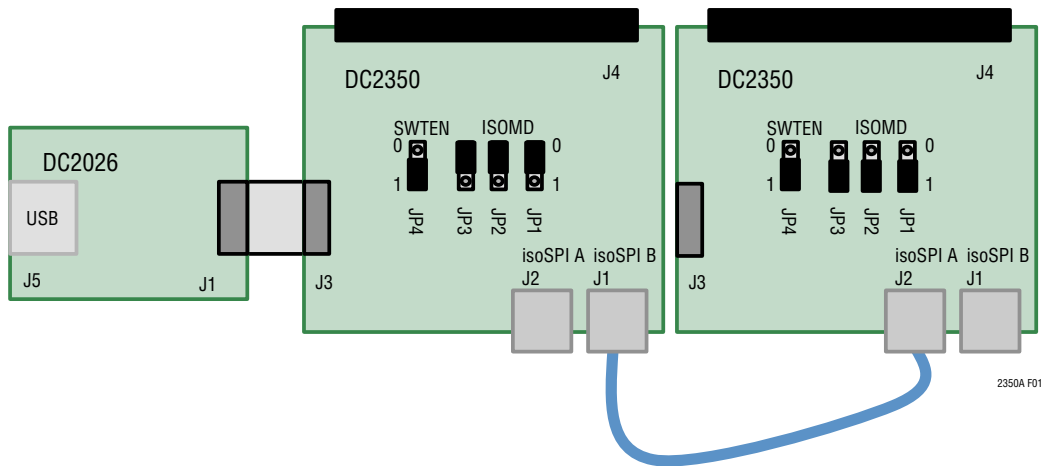 DC2026
USB
J5
J1
DC2350
J4
SWTEN
ISOMD
0
0
1
1
JP4
JP3
JP2
JP1
J3
isoSPI A
isoSPI B
J2
J1
DC2350
J4
SWTEN
ISOMD
0
0
1
1
JP4
JP3
JP2
JP1
J3
isoSPI A
isoSPI B
J2
J1
2350A F01